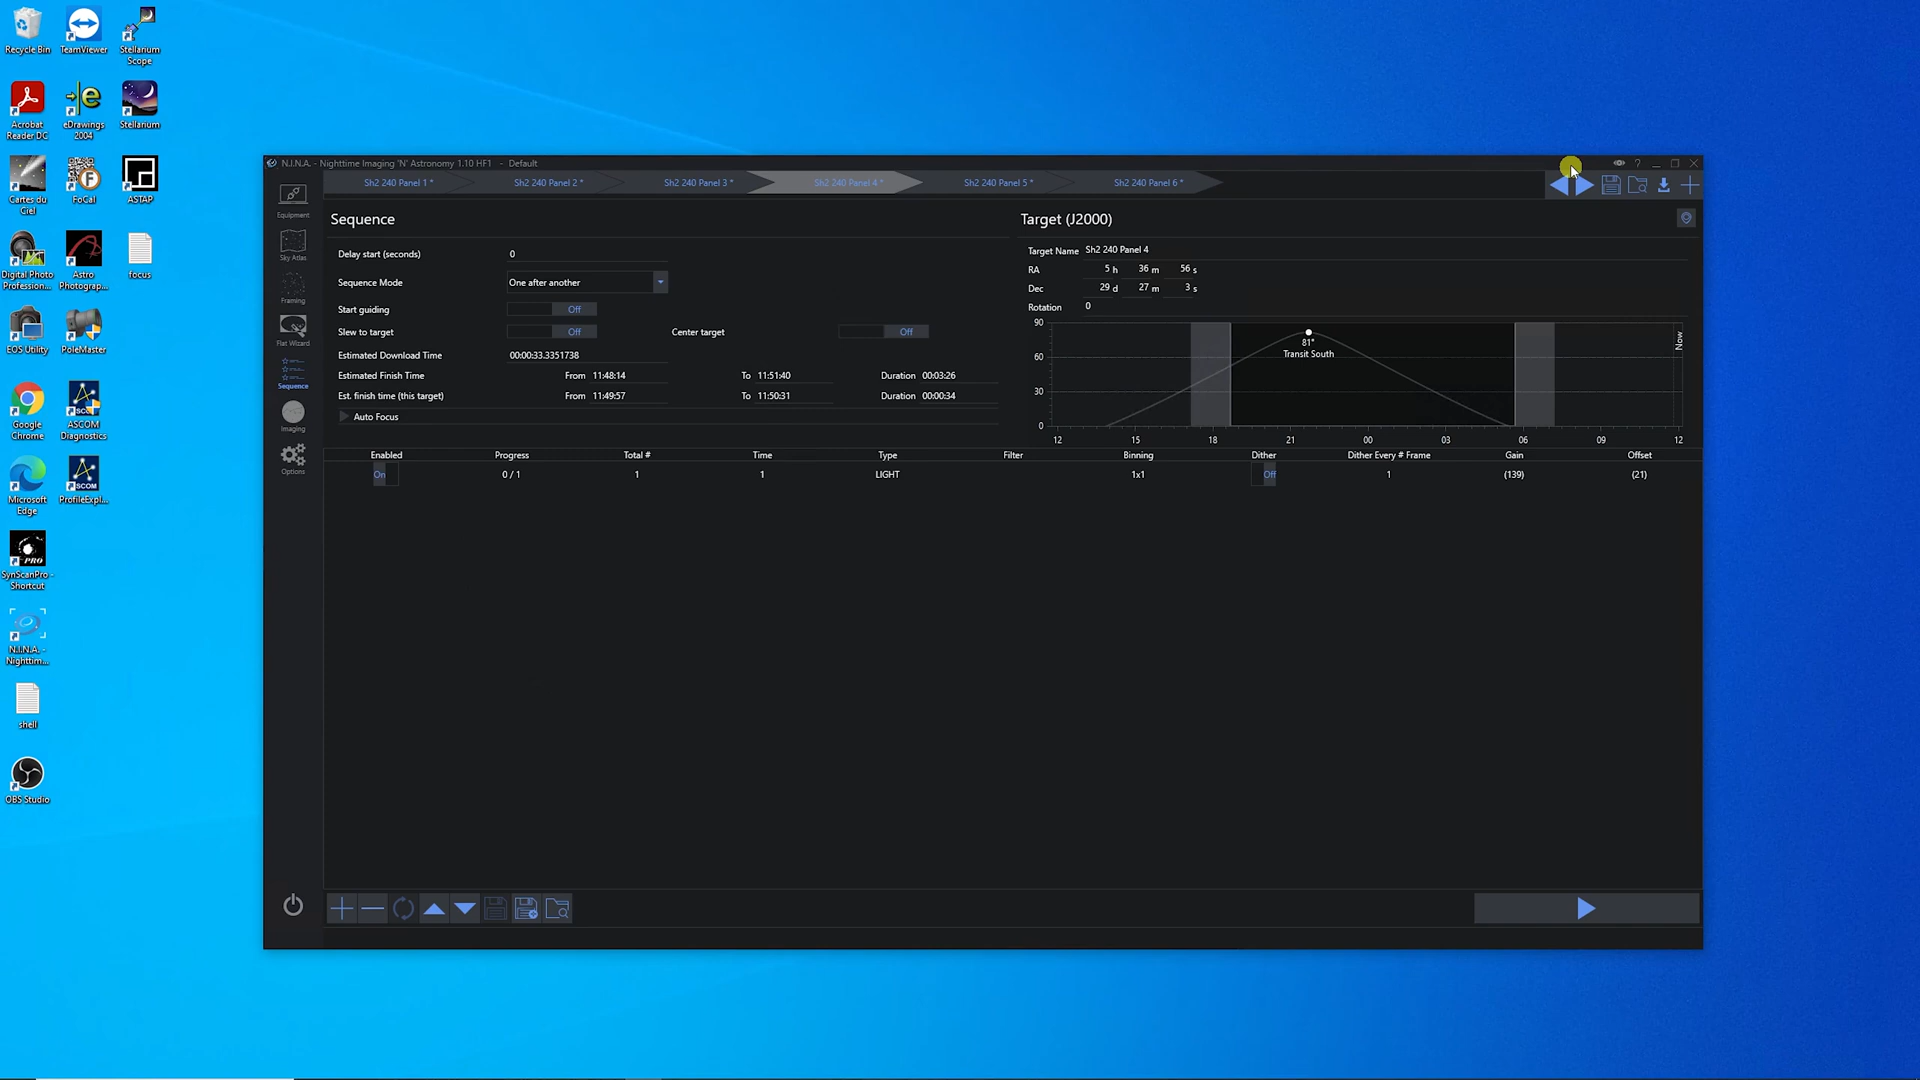 Recycle Bin
TeamViewer
Stellarium
Scope
Acrobat
Reader DC
eDrawings
2004
Stellarium
Cartes du
Ciel
FoCal
ASTAP
Digital Photo
Profession...
Astro
Photograp...
focus
EOS Utility
PoleMaster
Google
Chrome
ASCOM
Diagnostics
Microsoft
Edge
ProfileExpl...
SynScanPro -
Shortcut
N.I.N.A. -
Nighttim...
shell
OBS Studio
N.I.N.A. - Nighttime Imaging 'N' Astronomy 1.10 HF1 - Default
Sh2 240 Panel 1 * Sh2 240 Panel 2 * Sh2 240 Panel 3 * Sh2 240 Panel 4 * Sh2 240 Panel 5 * Sh2 240 Panel 6 *
Equipment
Sky Atlas
Framing
Flat Wizard
Sequence
Imaging
Options
Sequence
Delay start (seconds) 0
Sequence Mode One after another
Start guiding Off
Slew to target Off Center target Off
Estimated Download Time 00:00:33.3351738
Estimated Finish Time From 11:48:14 To 11:51:40 Duration 00:03:26
Est. finish time (this target) From 11:49:57 To 11:50:31 Duration 00:00:34
Auto Focus
Target (J2000)
Target Name Sh2 240 Panel 4
RA 5 h 36 m 56 s
Dec 29 d 27 m 3 s
Rotation 0
90
60
30
0
81°
Transit South
Now
12 15 18 21 00 03 06 09 12
Enabled Progress Total # Time Type Filter Binning Dither Dither Every # Frame Gain Offset
On 0 / 1 1 1 LIGHT 1x1 Off 1 (139) (21)